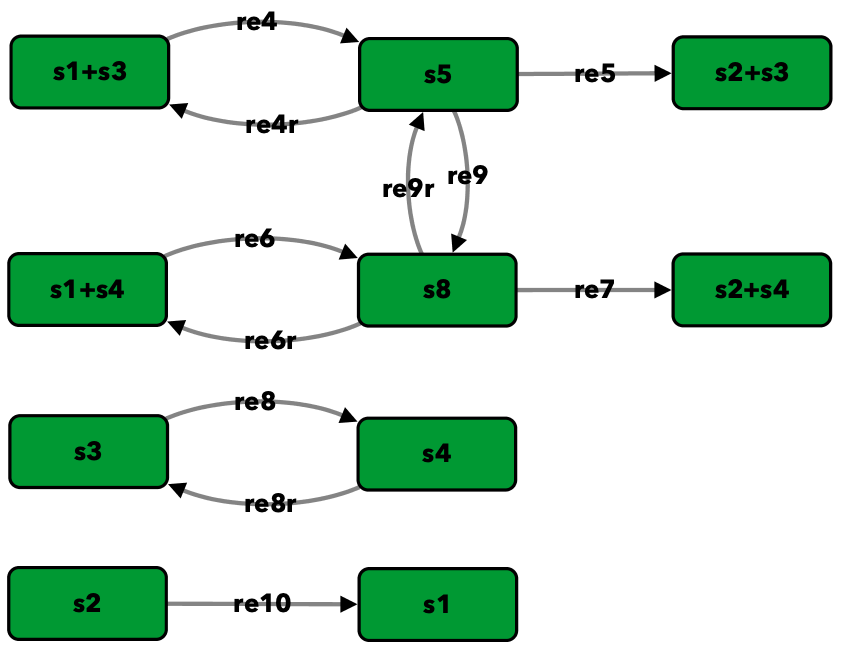 re4
s1+s3
s5
re5
s2+s3
re4r
re9r
re9
re6
s1+s4
s8
re7
s2+s4
re6r
re8
s3
s4
re8r
s2
re10
s1